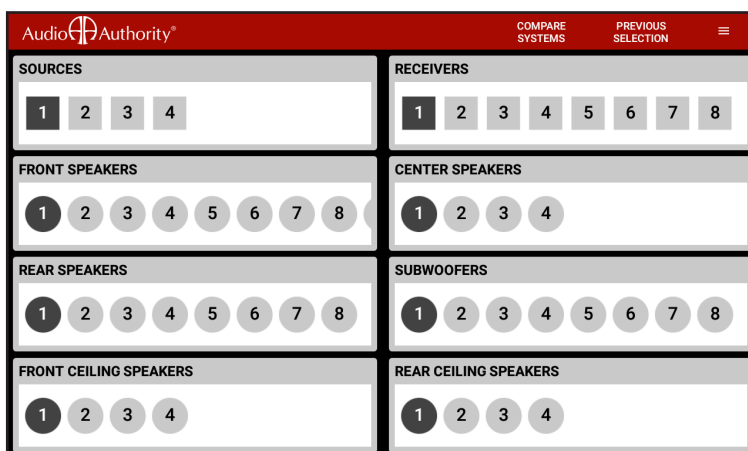 Audio Authority®
COMPARE SYSTEMS
PREVIOUS SELECTION
SOURCES
1 2 3 4
RECEIVERS
1 2 3 4 5 6 7 8
FRONT SPEAKERS
1 2 3 4 5 6 7 8
CENTER SPEAKERS
1 2 3 4
REAR SPEAKERS
1 2 3 4 5 6 7 8
SUBWOOFERS
1 2 3 4 5 6 7 8
FRONT CEILING SPEAKERS
1 2 3 4
REAR CEILING SPEAKERS
1 2 3 4